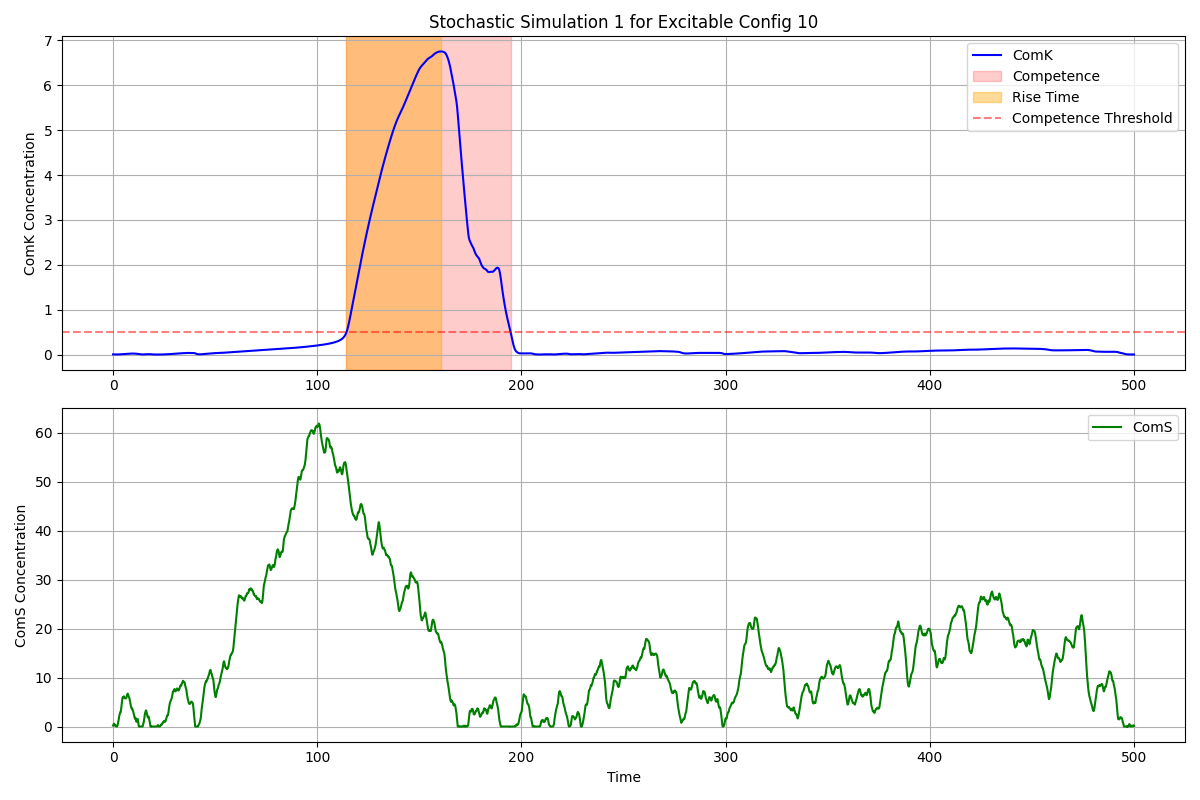 Stochastic Simulation 1 for Excitable Config 10
ComK Concentration
7
6
5
4
3
2
1
0
ComK
Competence
Rise Time
Competence Threshold
0 100 200 300 400 500
ComS Concentration
60
50
40
30
20
10
0
ComS
0 100 200 300 400 500
Time